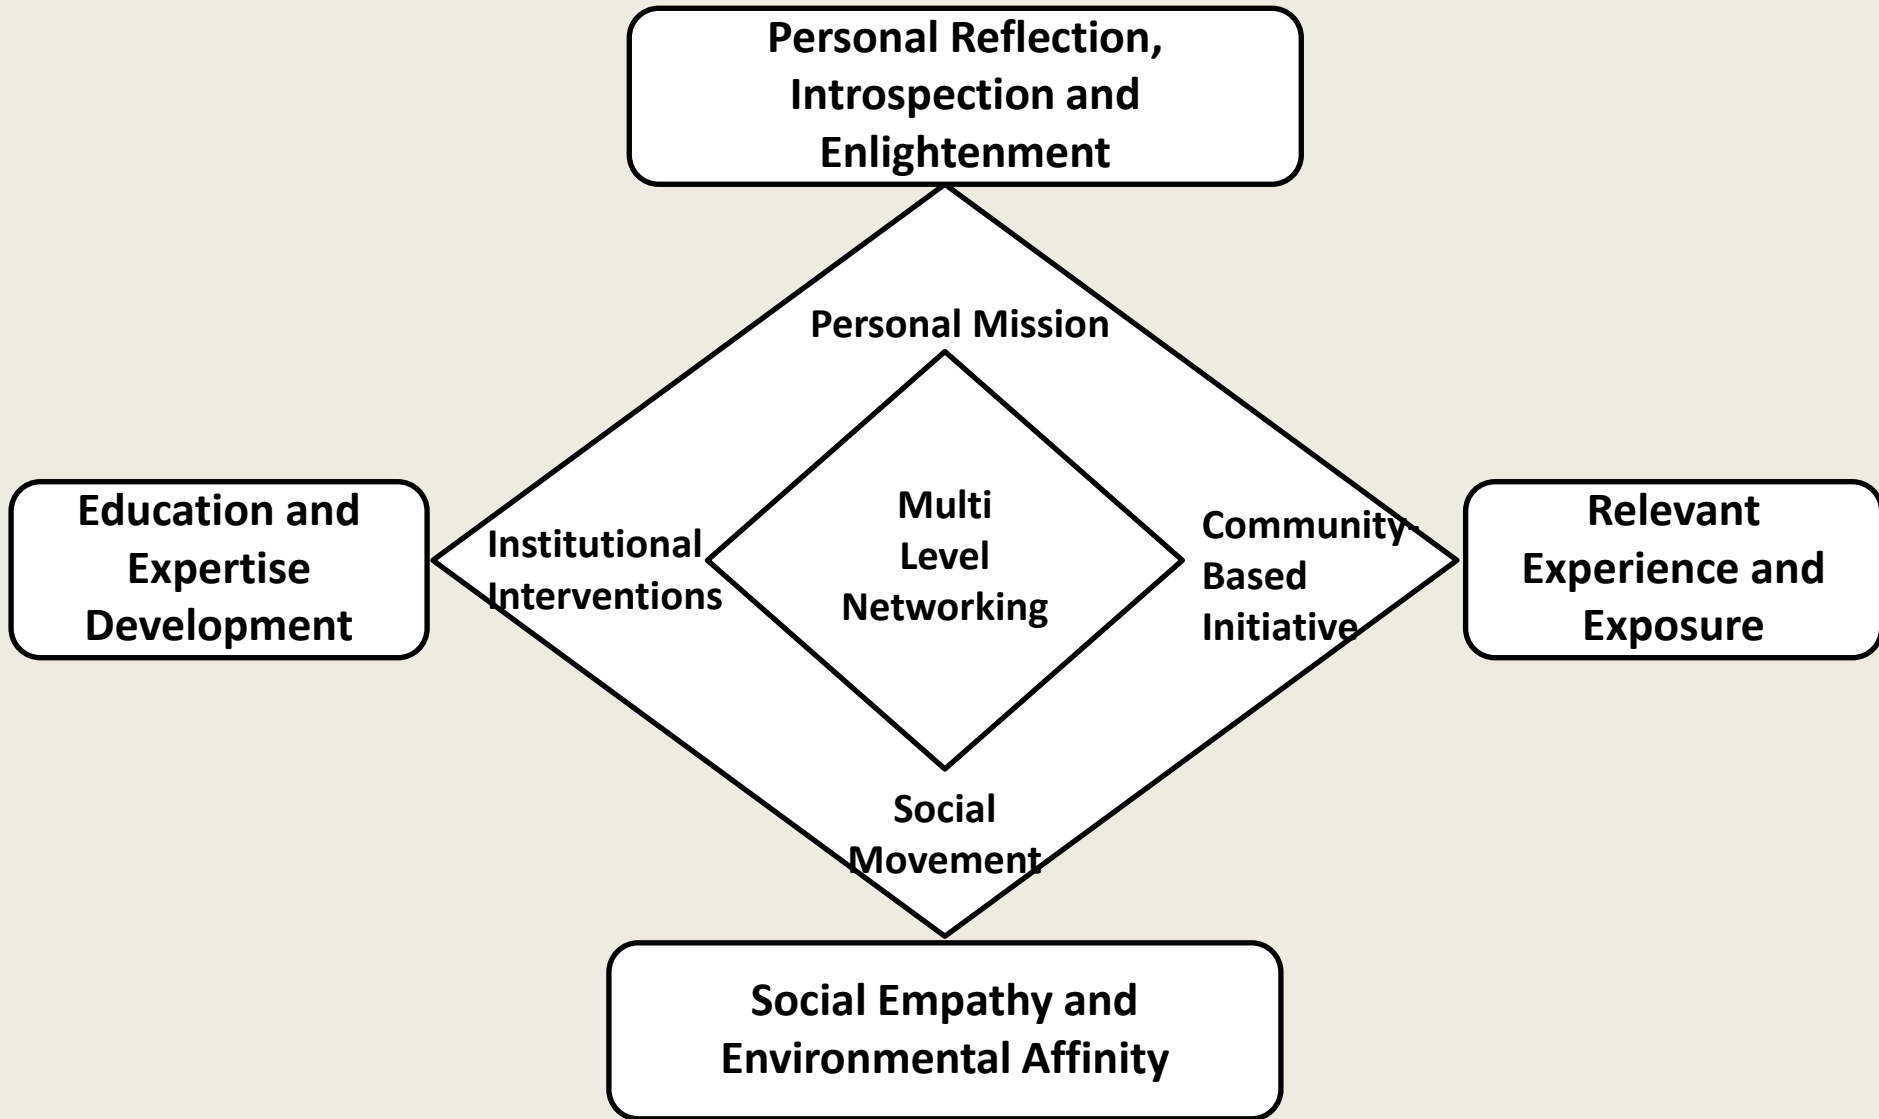 Personal Reflection,
Introspection and
Enlightenment
Personal Mission
Education and
Expertise
Development
Institutional
Interventions
Multi
Level
Networking
Community-
Based
Initiative
Relevant
Experience and
Exposure
Social
Movement
Social Empathy and
Environmental Affinity